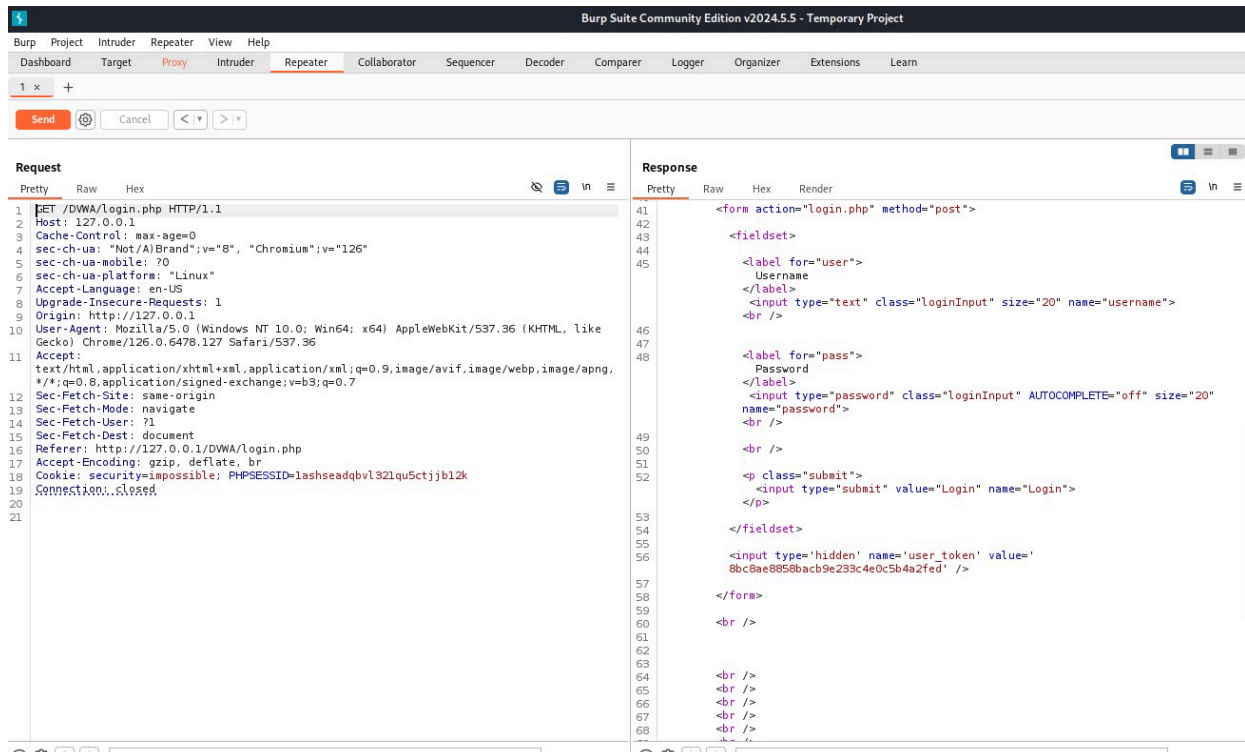 Burp Suite Community Edition v2024.5.5 - Temporary Project
Burp Project Intruder Repeater View Help
Dashboard Target Proxy Intruder Repeater Collaborator Sequencer Decoder Comparer Logger Organizer Extensions Learn
1 × +
Send Cancel < >
Request
Pretty Raw Hex \n
1 GET /DVWA/login.php HTTP/1.1
2 Host: 127.0.0.1
3 Cache-Control: max-age=0
4 sec-ch-ua: "Not/A)Brand";v="8", "Chromium";v="126"
5 sec-ch-ua-mobile: ?0
6 sec-ch-ua-platform: "Linux"
7 Accept-Language: en-US
8 Upgrade-Insecure-Requests: 1
9 Origin: http://127.0.0.1
10 User-Agent: Mozilla/5.0 (Windows NT 10.0; Win64; x64) AppleWebKit/537.36 (KHTML, like
Gecko) Chrome/126.0.6478.127 Safari/537.36
11 Accept:
text/html,application/xhtml+xml,application/xml;q=0.9,image/avif,image/webp,image/apng,
*/*;q=0.8,application/signed-exchange;v=b3;q=0.7
12 Sec-Fetch-Site: same-origin
13 Sec-Fetch-Mode: navigate
14 Sec-Fetch-User: ?1
15 Sec-Fetch-Dest: document
16 Referer: http://127.0.0.1/DVWA/login.php
17 Accept-Encoding: gzip, deflate, br
18 Cookie: security=impossible; PHPSESSID=1ashseadqbvl321qu5ctjjb12k
19 Connection: closed
20
21
Response
Pretty Raw Hex Render \n
41 <form action="login.php" method="post">
42
43 <fieldset>
44
45 <label for="user">
Username
</label>
<input type="text" class="loginInput" size="20" name="username">
<br />
46
47
48 <label for="pass">
Password
</label>
<input type="password" class="loginInput" AUTOCOMPLETE="off" size="20"
name="password">
<br />
49
50 <br />
51
52 <p class="submit">
<input type="submit" value="Login" name="Login">
</p>
53
54 </fieldset>
55
56 <input type='hidden' name='user_token' value='
8bc8ae8858bacb9e233c4e0c5b4a2fed' />
57
58 </form>
59
60 <br />
61
62
63
64 <br />
65 <br />
66 <br />
67 <br />
68 <br />